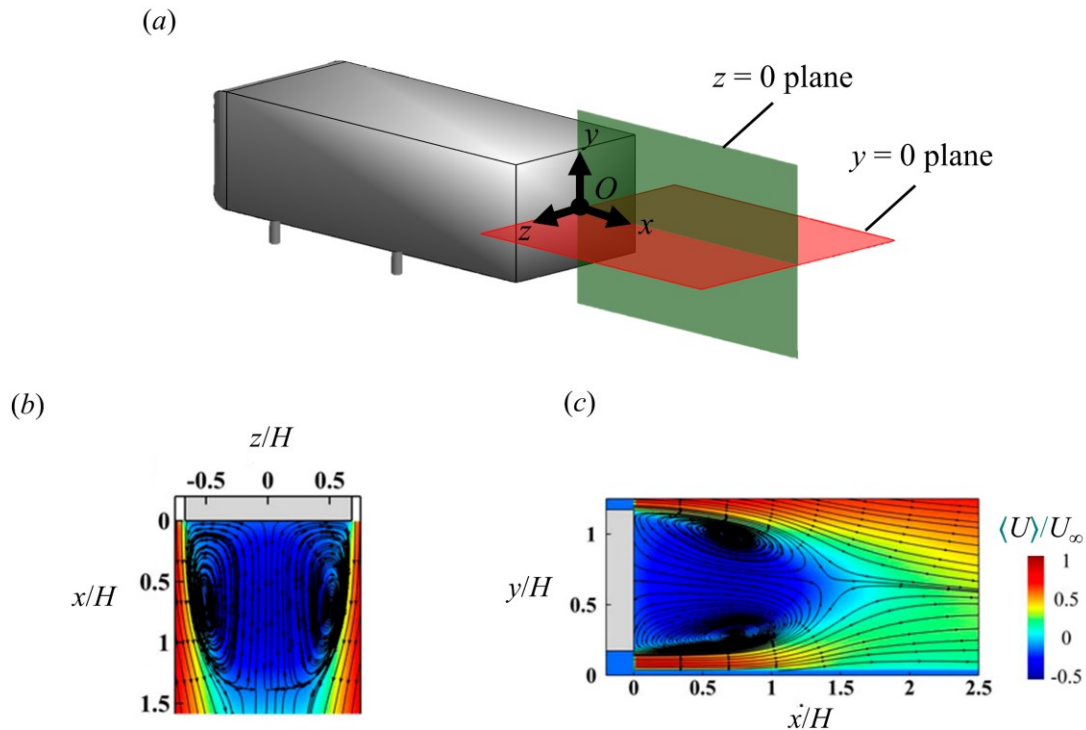 (a)
z = 0 plane
y = 0 plane
y
O
z
x
(b)
z/H
-0.5 0 0.5
0
0.5
x/H
1
1.5
(c)
1
y/H
0.5
0
0 0.5 1 1.5 2 2.5
ẋ/H
⟨U⟩/U∞
1
0.5
0
-0.5